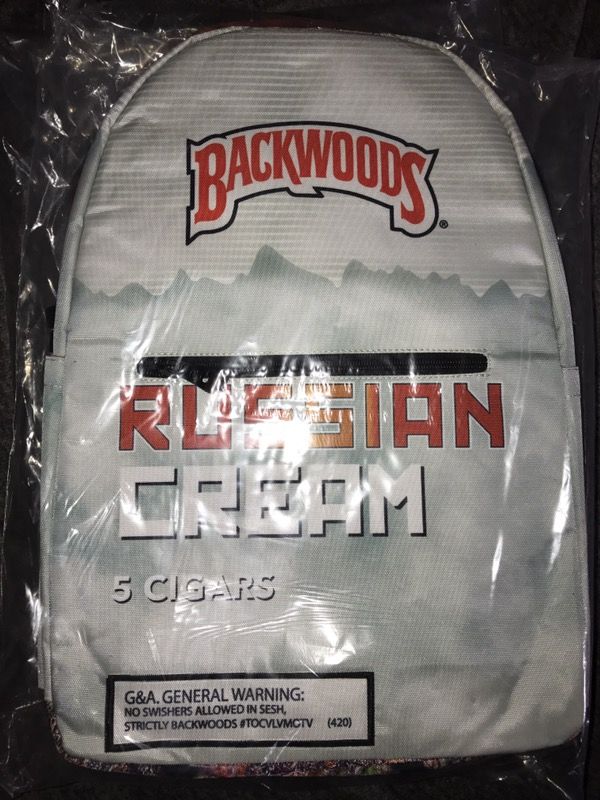 BACKWOODS®
RUSSIAN
CREAM
5 CIGARS
G&A. GENERAL WARNING:
NO SWISHERS ALLOWED IN SESH,
STRICTLY BACKWOODS #TOCVLVMCTV (420)